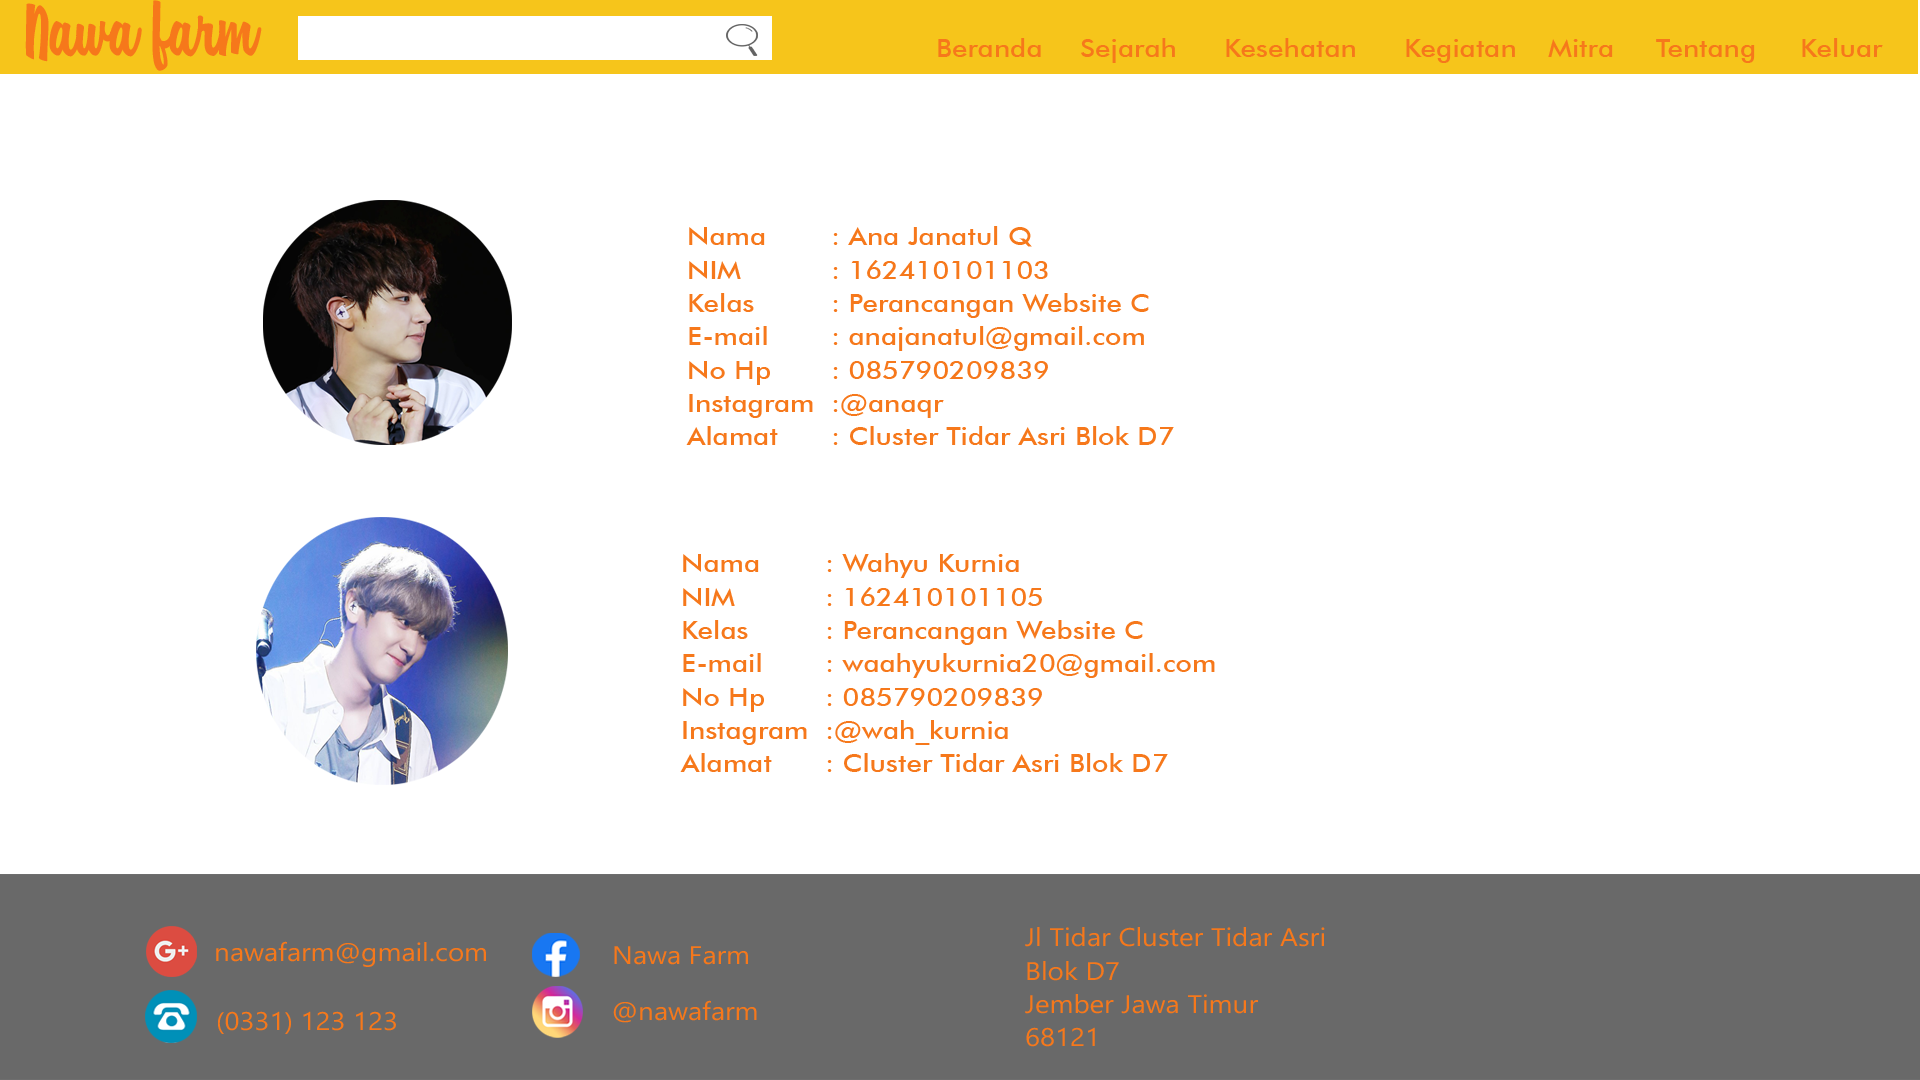 Nawa farm
Beranda Sejarah Kesehatan Kegiatan Mitra Tentang Keluar
Nama : Ana Janatul Q
NIM : 162410101103
Kelas : Perancangan Website C
E-mail : anajanatul@gmail.com
No Hp : 085790209839
Instagram :@anaqr
Alamat : Cluster Tidar Asri Blok D7
Nama : Wahyu Kurnia
NIM : 162410101105
Kelas : Perancangan Website C
E-mail : waahyukurnia20@gmail.com
No Hp : 085790209839
Instagram :@wah_kurnia
Alamat : Cluster Tidar Asri Blok D7
G+ nawafarm@gmail.com
(0331) 123 123
f Nawa Farm
@nawafarm
Jl Tidar Cluster Tidar Asri
Blok D7
Jember Jawa Timur
68121